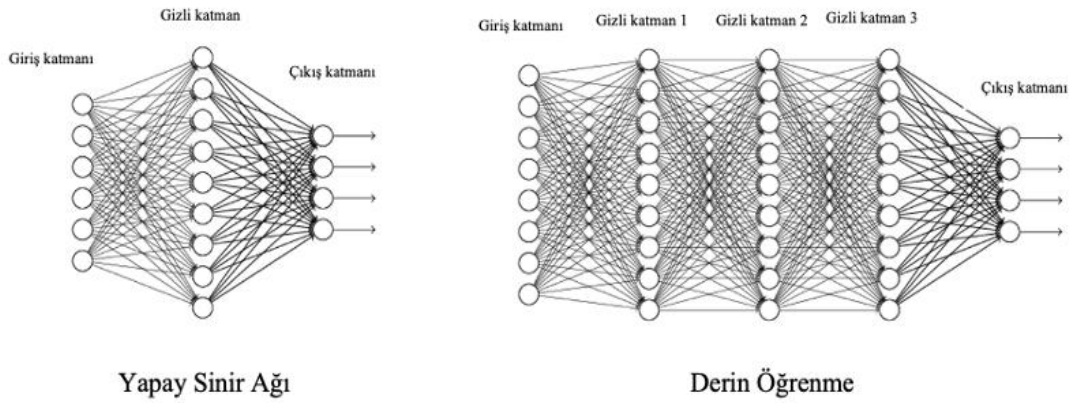 Gizli katman
Giriş katmanı
Çıkış katmanı
Yapay Sinir Ağı
Giriş katmanı
Gizli katman 1
Gizli katman 2
Gizli katman 3
Çıkış katmanı
Derin Öğrenme